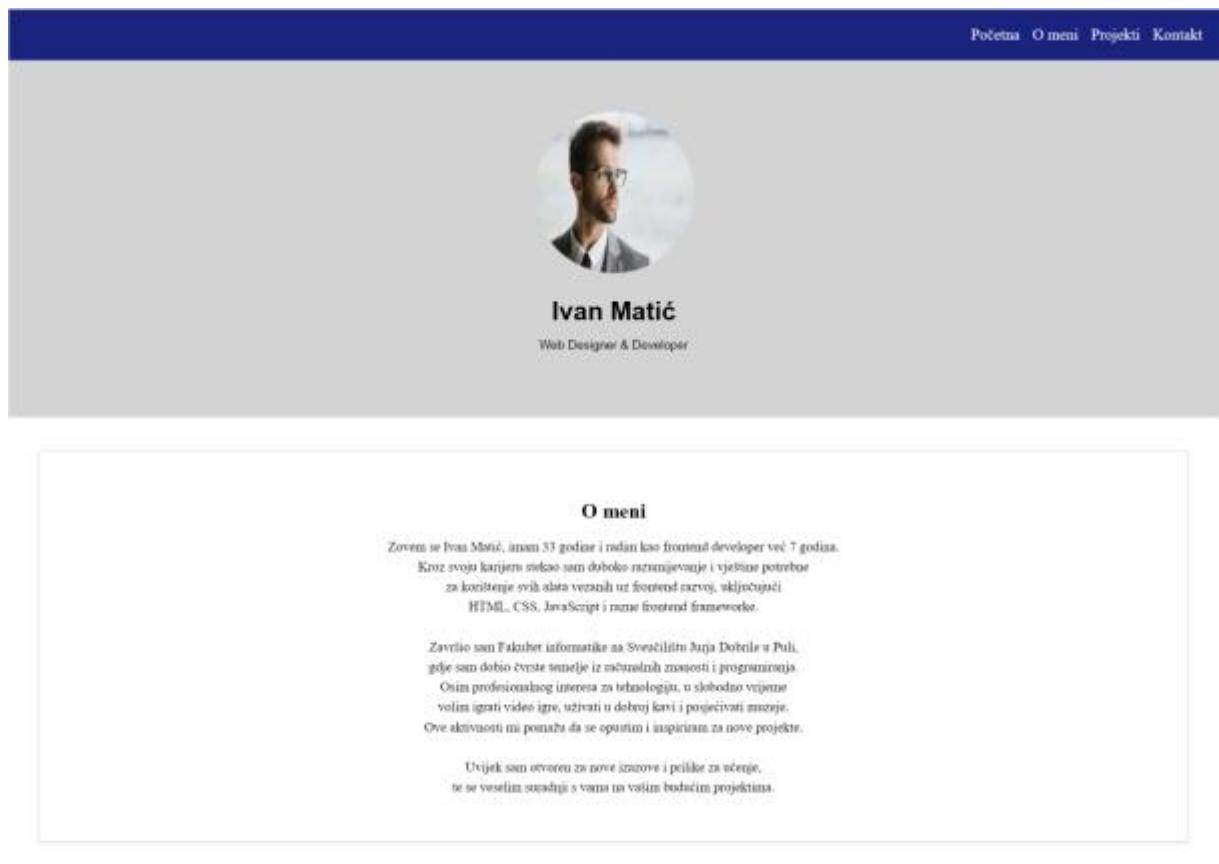 Početna O meni Projekti Kontakt
Ivan Matić
Web Designer & Developer
O meni
Zovem se Ivan Matić, imam 33 godine i radim kao frontend developer već 7 godina.
Kroz svoju karijeru stekao sam duboko razumijevanje i vještine potrebne
za korištenje svih alata vezanih uz frontend razvoj, uključujući
HTML, CSS, JavaScript i razne frontend frameworke.
Završio sam Fakultet informatike na Sveučilištu Jurja Dobrile u Puli,
gdje sam dobio čvrste temelje iz računalnih znanosti i programiranja.
Osim profesionalnog interesa za tehnologiju, u slobodno vrijeme
volim igrati video igre, uživati u dobroj kavi i posjećivati muzeje.
Ove aktivnosti mi pomažu da se opustim i inspiriram za nove projekte.
Uvijek sam otvoren za nove izazove i prilike za učenje,
te se veselim suradnji s vama na vašim budućim projektima.